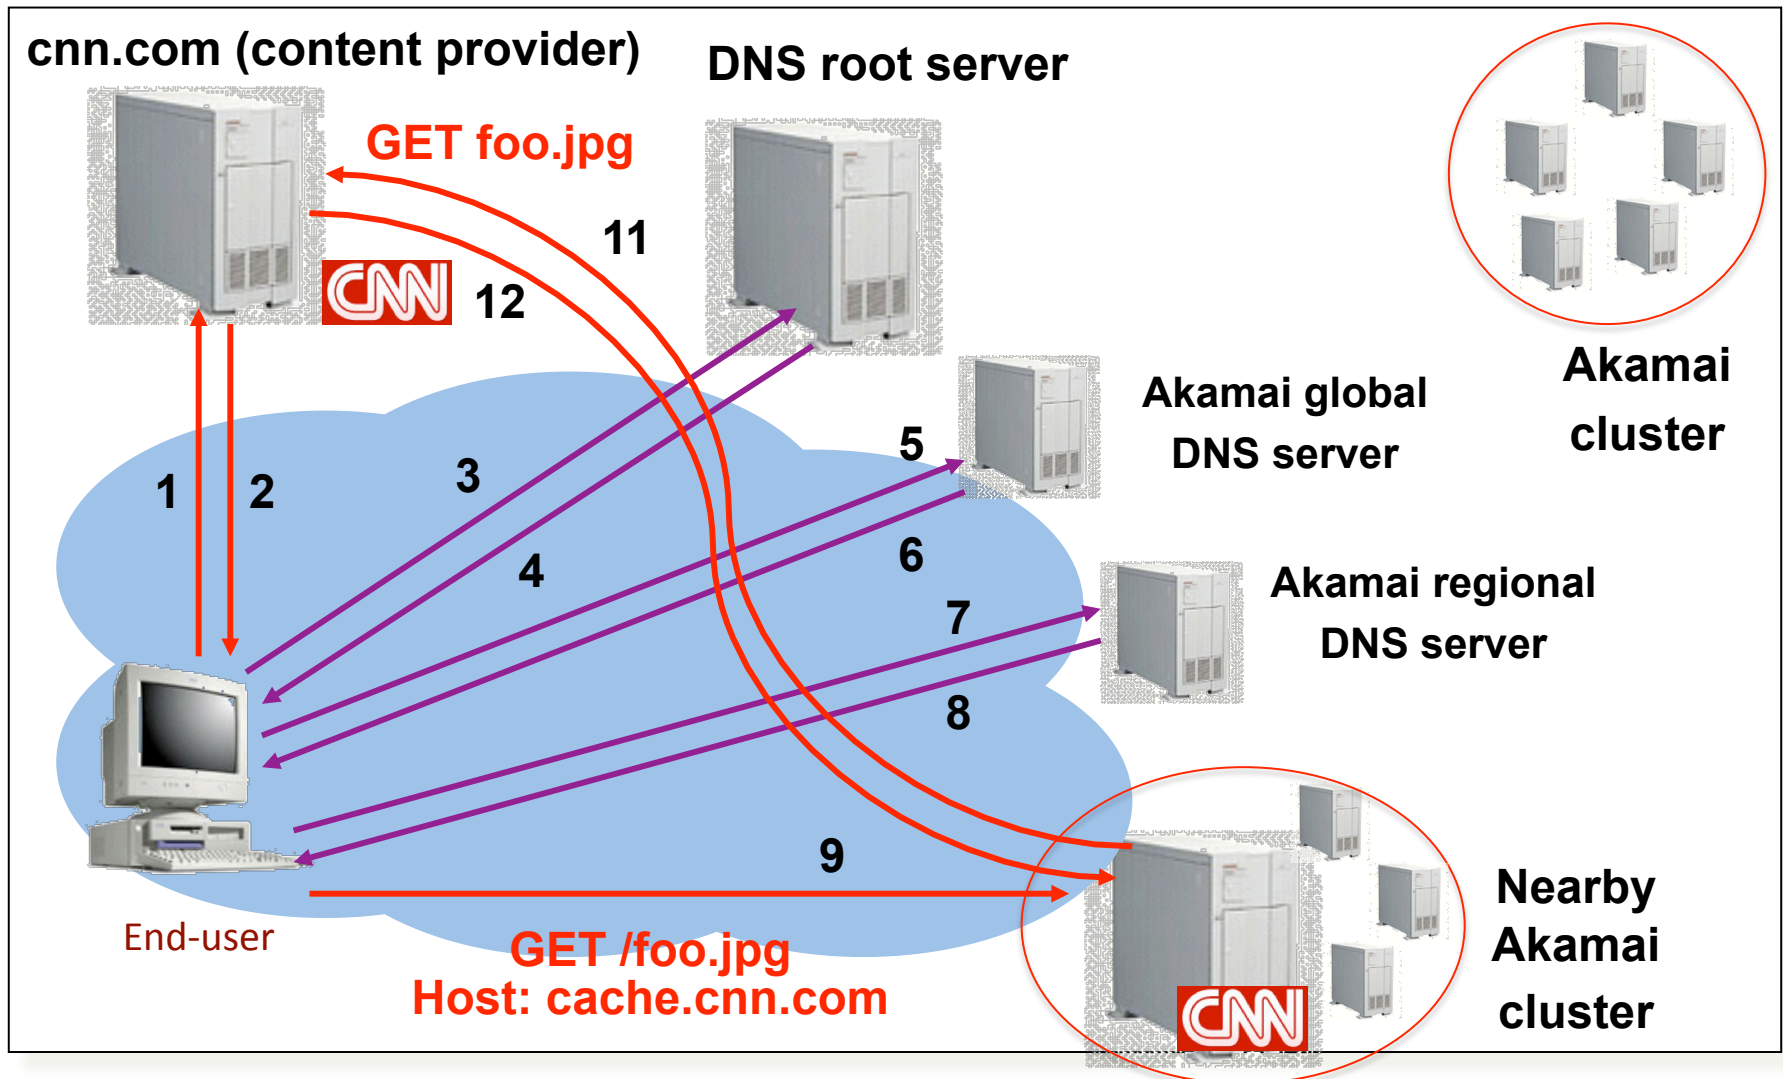 cnn.com (content provider)
DNS root server
GET foo.jpg
11
12
CNN
Akamai
cluster
Akamai global
DNS server
5
3
1
2
4
6
Akamai regional
DNS server
7
8
9
End-user
GET /foo.jpg
Host: cache.cnn.com
Nearby
Akamai
cluster
CNN